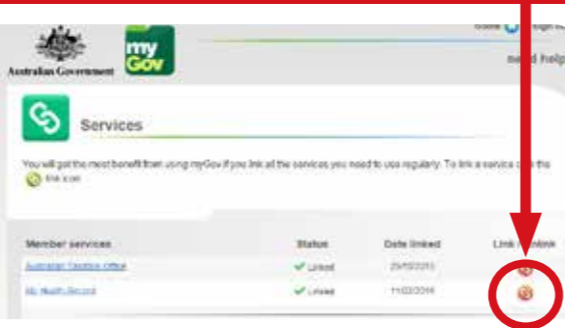 my
Gov
Australian Government
need help
Services
You will get the most benefit from using myGov if you link all the services you need to use regularly. To link a service click the
link icon
Member services Status Date linked Link / Unlink
Australian Taxation Office Linked
My Health Record Linked